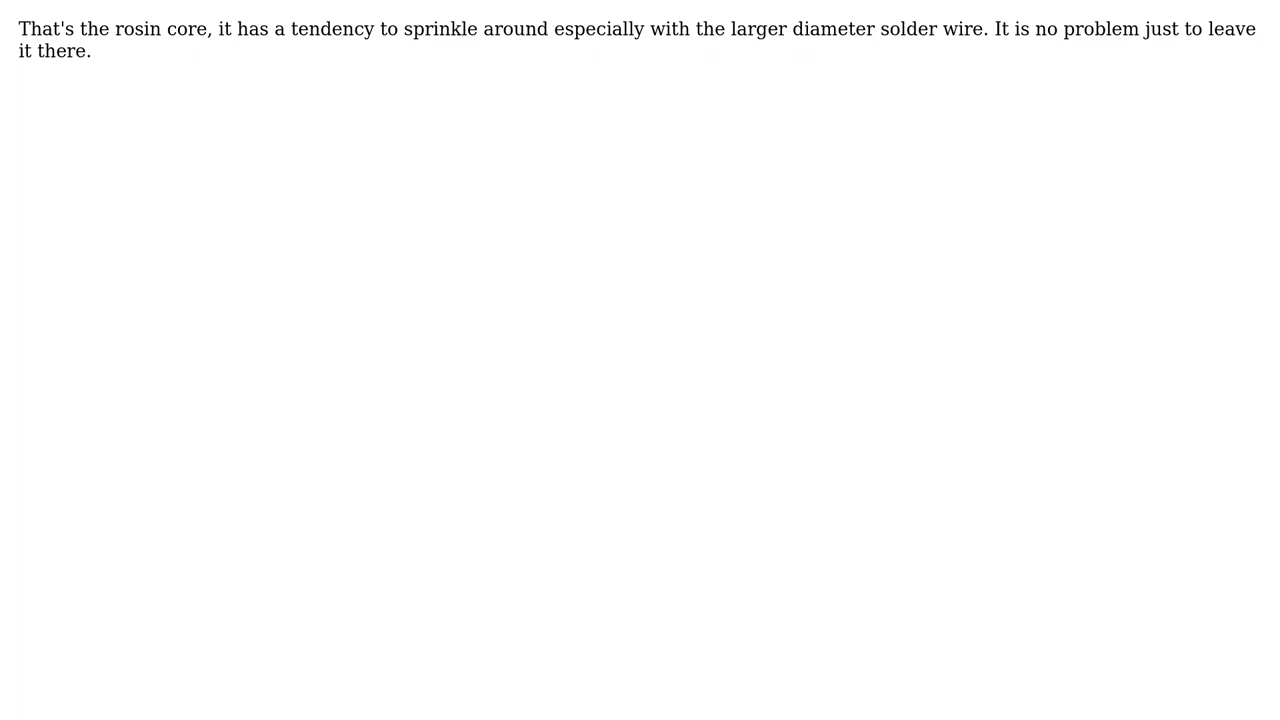 That's the rosin core, it has a tendency to sprinkle around especially with the larger diameter solder wire. It is no problem just to leave
it there.